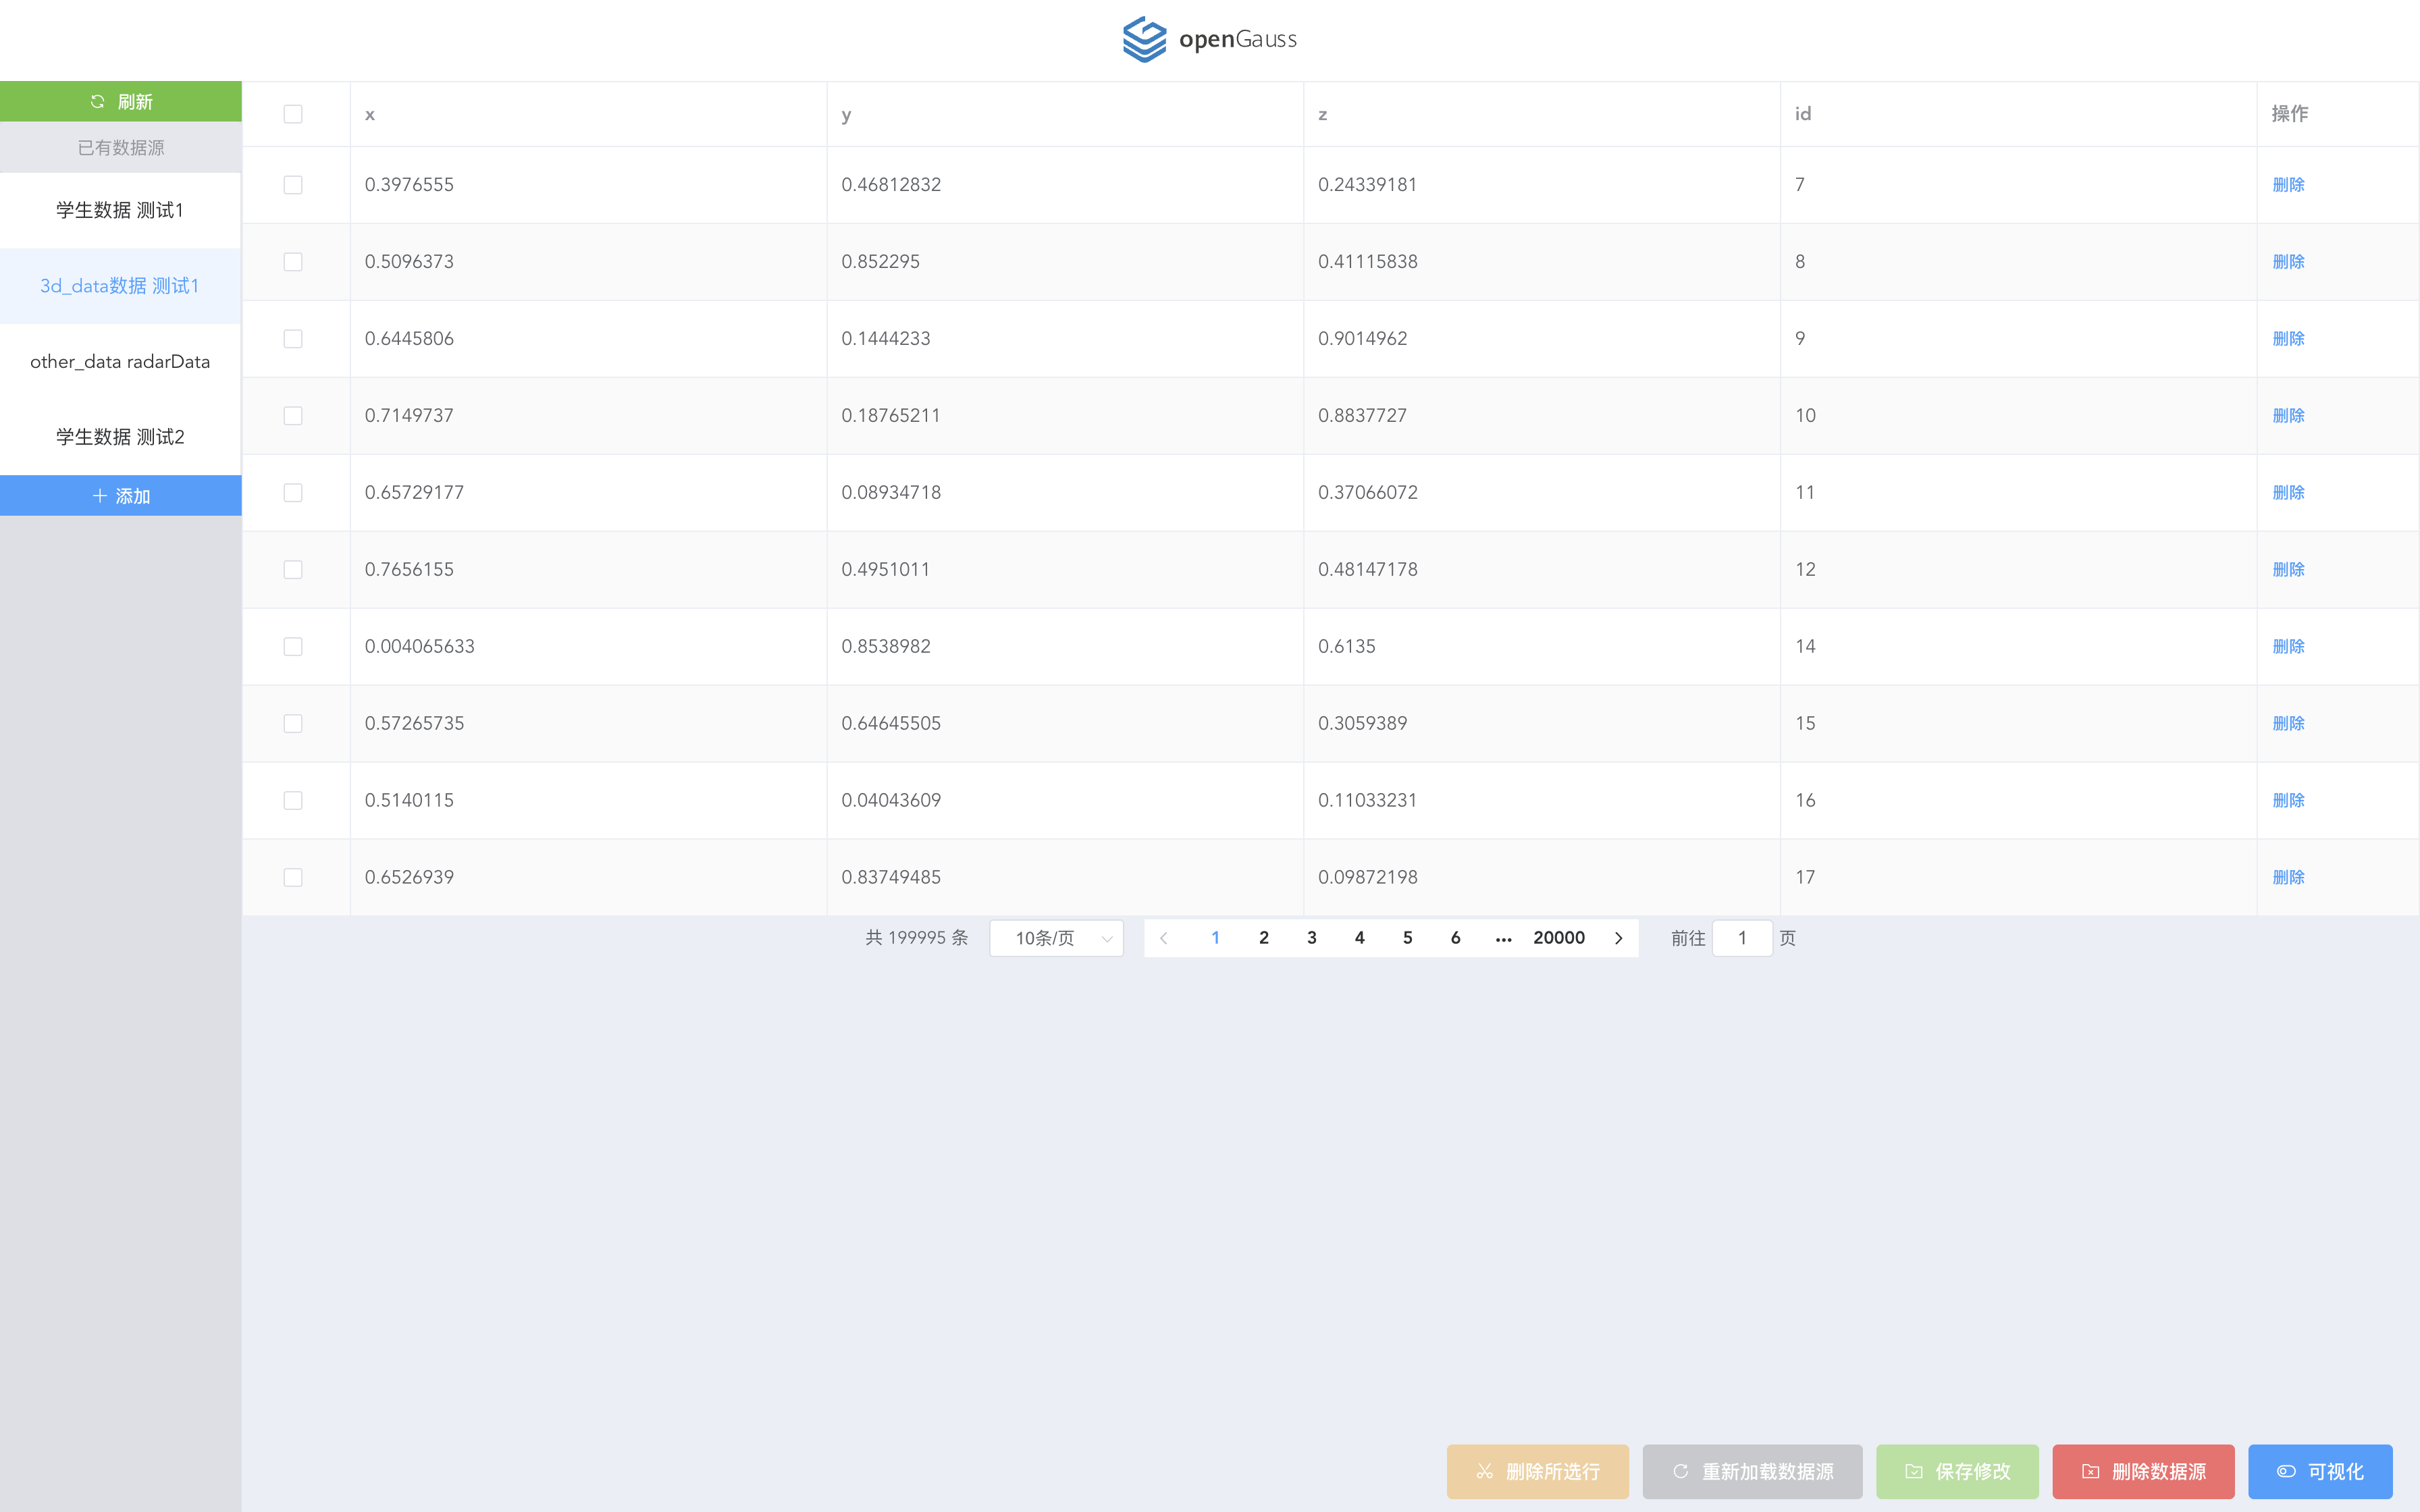 openGauss
刷新
已有数据源
学生数据 测试1
3d_data数据 测试1
other_data radarData
学生数据 测试2
添加
x y z id 操作
0.3976555 0.46812832 0.24339181 7 删除
0.5096373 0.852295 0.41115838 8 删除
0.6445806 0.1444233 0.9014962 9 删除
0.7149737 0.18765211 0.8837727 10 删除
0.65729177 0.08934718 0.37066072 11 删除
0.7656155 0.4951011 0.48147178 12 删除
0.004065633 0.8538982 0.6135 14 删除
0.57265735 0.64645505 0.3059389 15 删除
0.5140115 0.04043609 0.11033231 16 删除
0.6526939 0.83749485 0.09872198 17 删除
共 199995 条 10条/页 1 2 3 4 5 6 ••• 20000 前往 1 页
删除所选行 重新加载数据源 保存修改 删除数据源 可视化